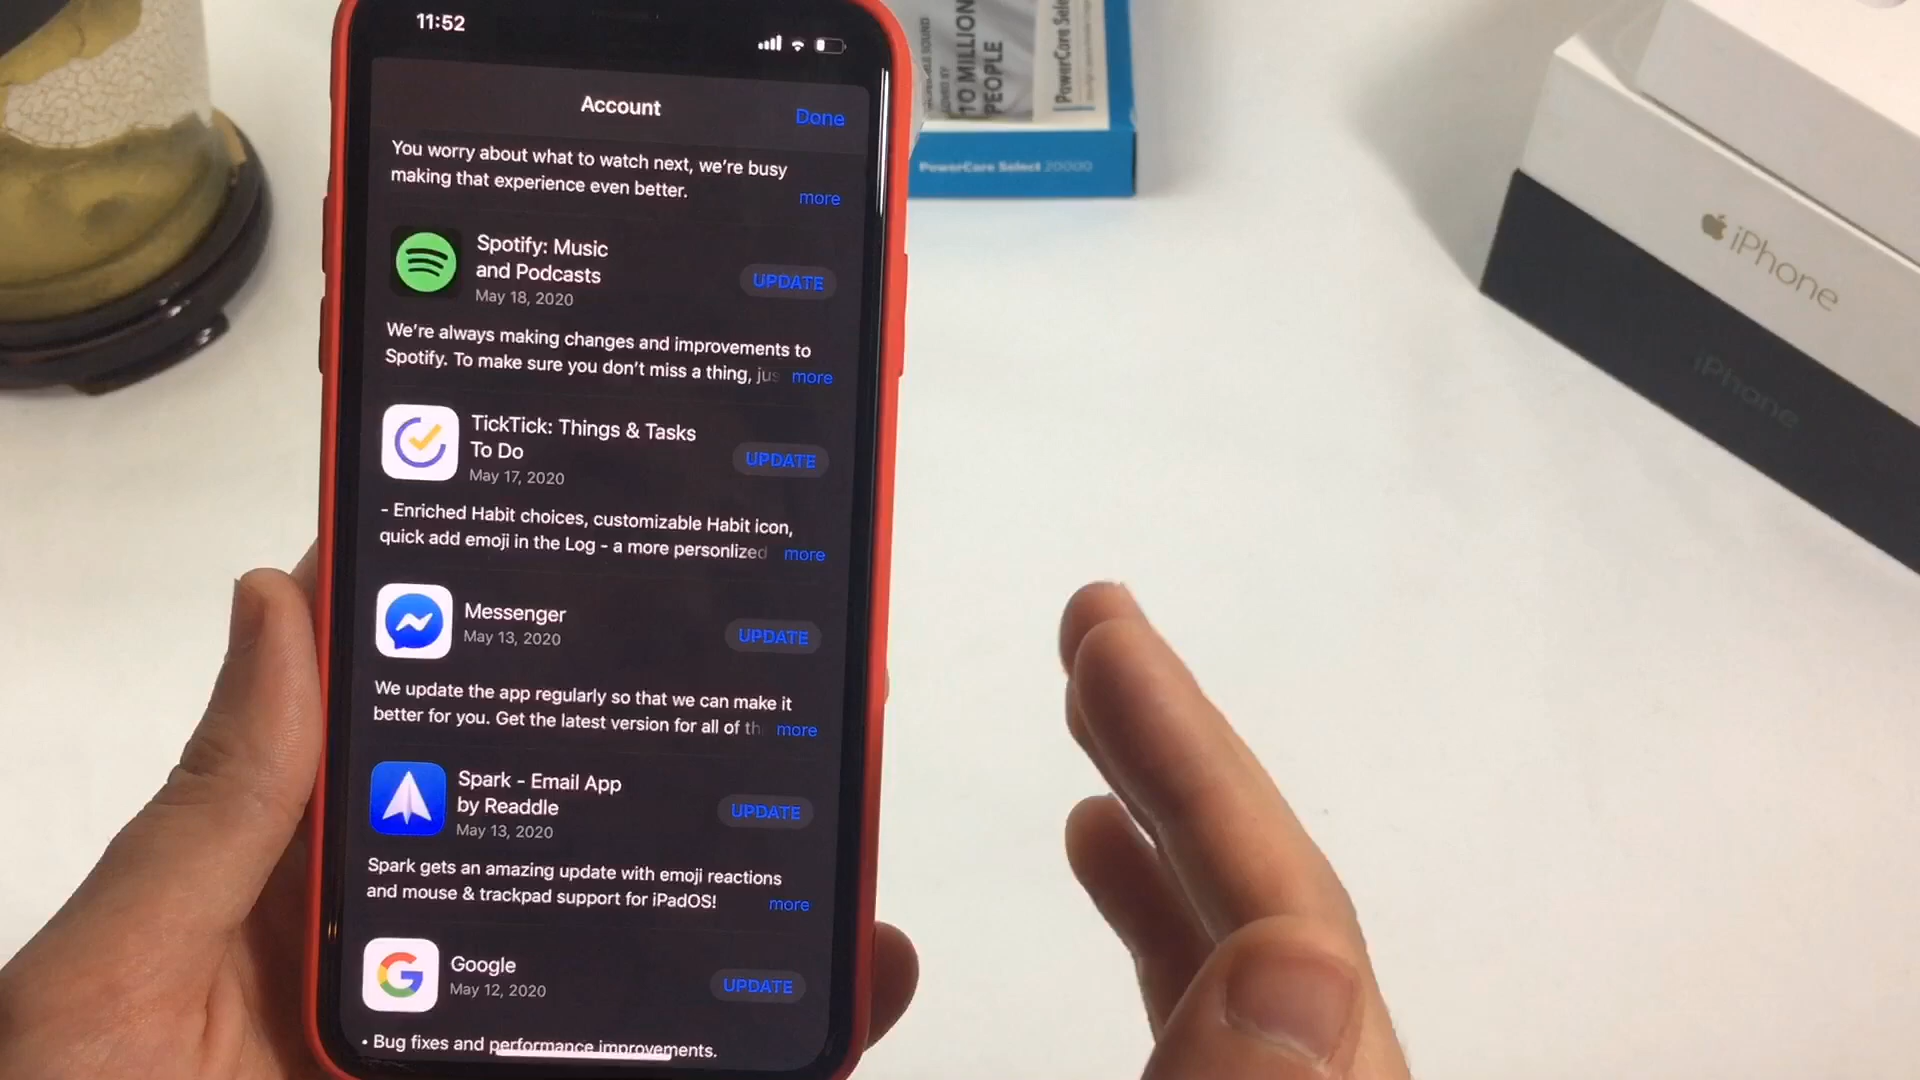 11:52
Account
Done
You worry about what to watch next, we're busy
making that experience even better.
more
Spotify: Music
and Podcasts
May 18, 2020
UPDATE
We're always making changes and improvements to
Spotify. To make sure you don't miss a thing, jus
more
TickTick: Things & Tasks
To Do
May 17, 2020
UPDATE
- Enriched Habit choices, customizable Habit icon,
quick add emoji in the Log - a more personlized
more
Messenger
May 13, 2020
UPDATE
We update the app regularly so that we can make it
better for you. Get the latest version for all of th
more
Spark - Email App
by Readdle
May 13, 2020
UPDATE
Spark gets an amazing update with emoji reactions
and mouse & trackpad support for iPadOS!
more
Google
May 12, 2020
UPDATE
• Bug fixes and performance improvements.
10 MILLION
PEOPLE
PowerCore Sele
PowerCore Select 20000
iPhone
iPhone